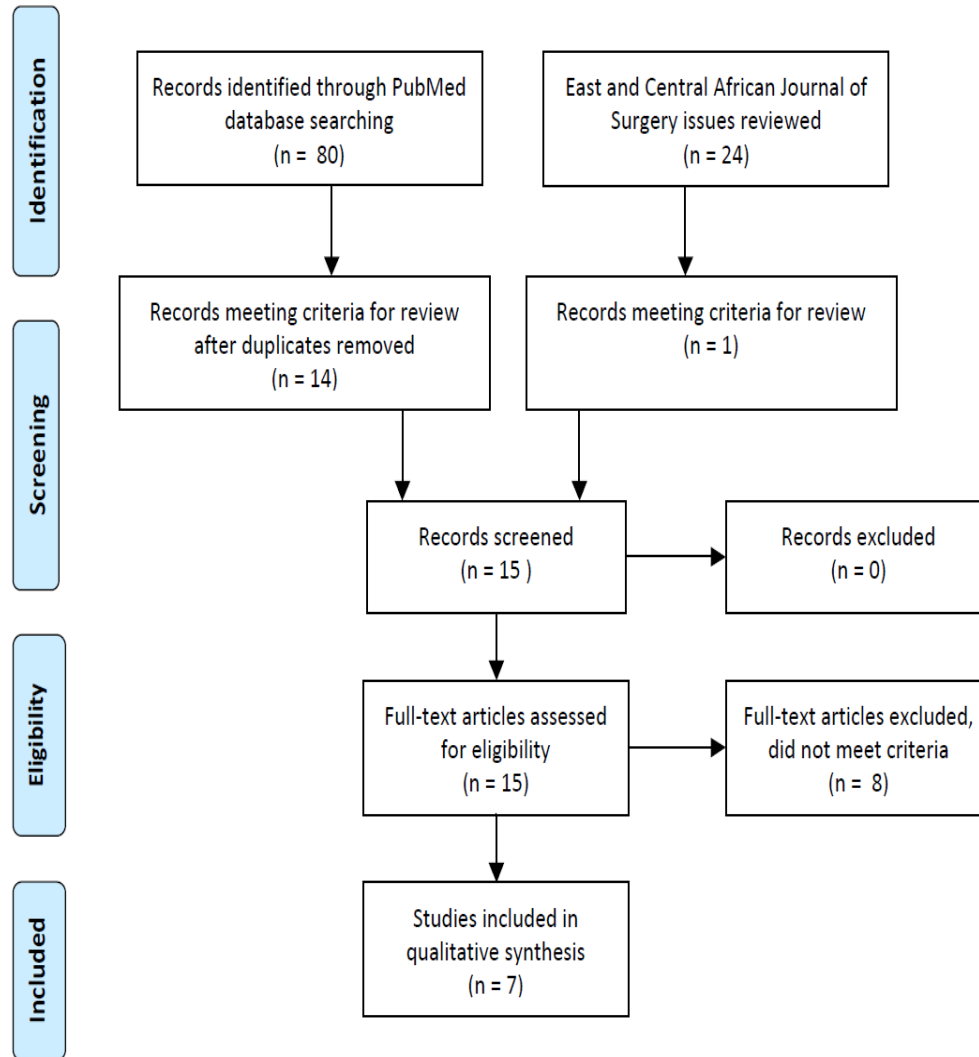 Identification
Records identified through PubMed
database searching
(n = 80)
East and Central African Journal of
Surgery issues reviewed
(n = 24)
Screening
Records meeting criteria for review
after duplicates removed
(n = 14)
Records meeting criteria for review
(n = 1)
Records screened
(n = 15 )
Records excluded
(n = 0)
Eligibility
Full-text articles assessed
for eligibility
(n = 15)
Full-text articles excluded,
did not meet criteria
(n = 8)
Included
Studies included in
qualitative synthesis
(n = 7)